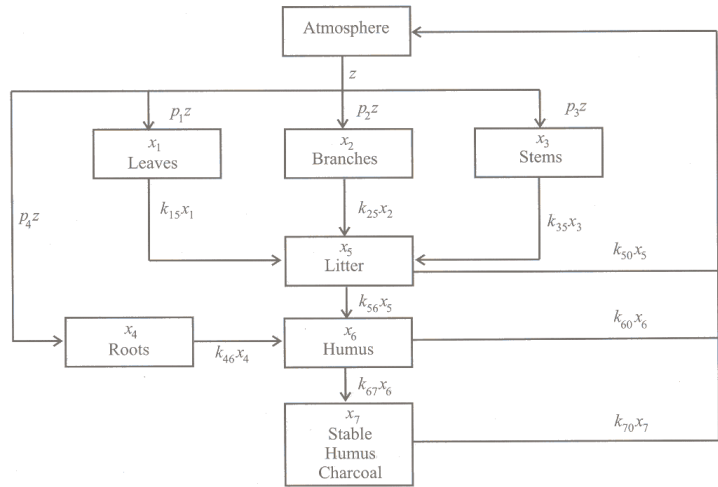 Atmosphere
z
p₁z
p₂z
p₃z
x₁
Leaves
x₂
Branches
x₃
Stems
p₄z
k₁₅x₁
k₂₅x₂
k₃₅x₃
x₅
Litter
k₅₀x₅
k₅₆x₅
x₄
Roots
k₄₆x₄
x₆
Humus
k₆₀x₆
k₆₇x₆
x₇
Stable
Humus
Charcoal
k₇₀x₇